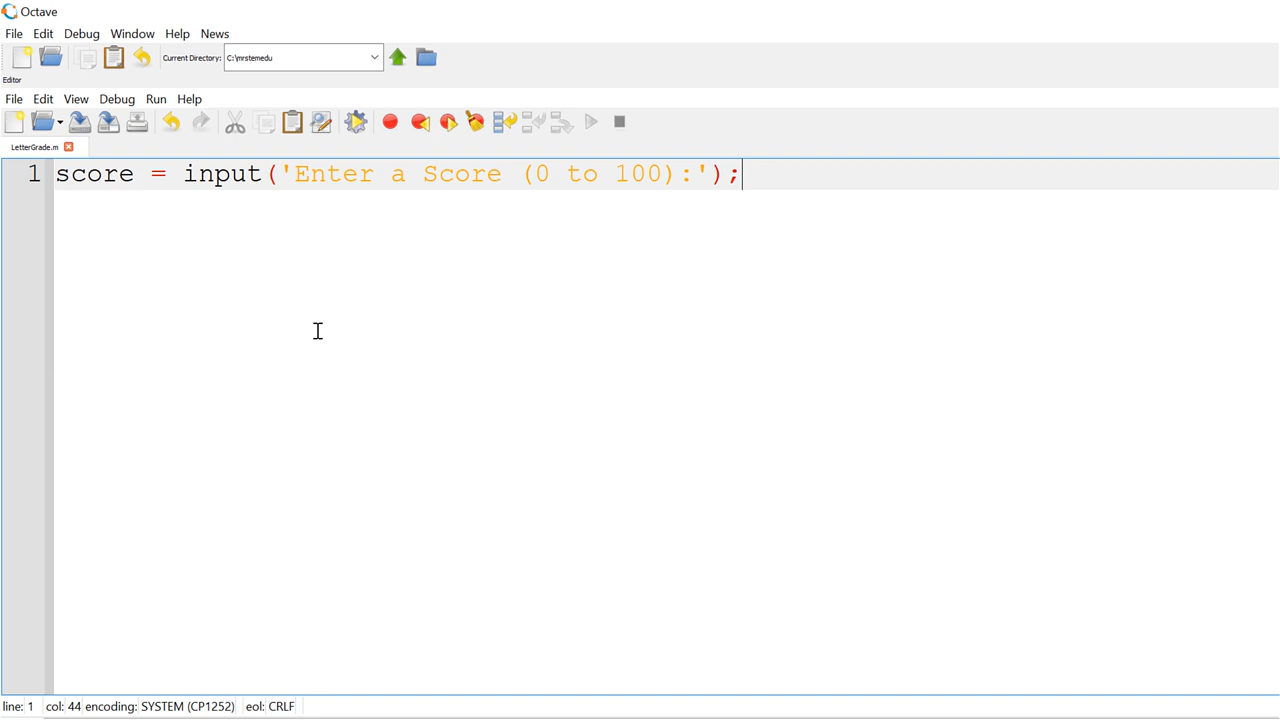 Octave
File Edit Debug Window Help News
Current Directory: C:\mrstemedu
Editor
File Edit View Debug Run Help
LetterGrade.m
1 score = input('Enter a Score (0 to 100):');
line: 1 col: 44 encoding: SYSTEM (CP1252) eol: CRLF